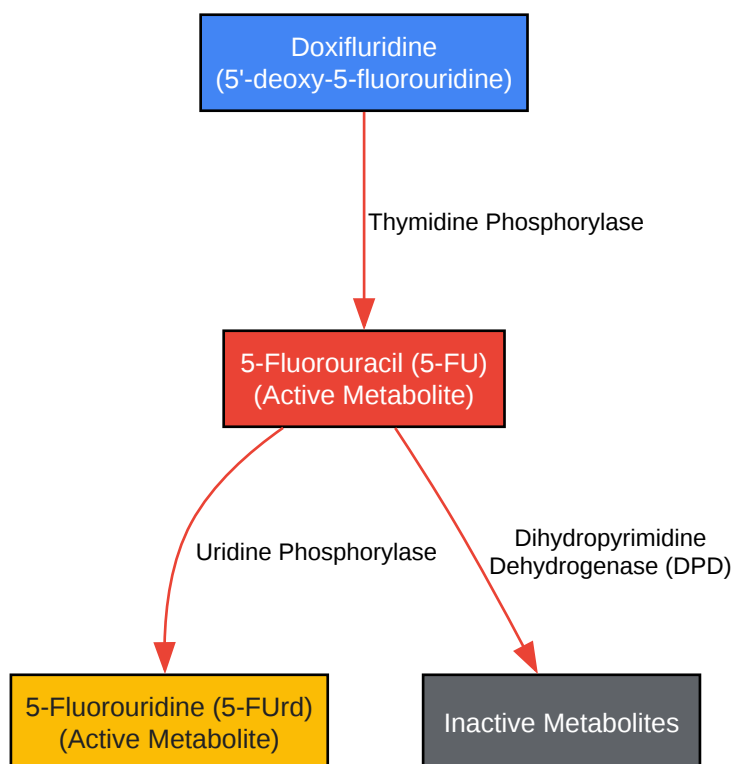 Doxifluridine
(5'-deoxy-5-fluorouridine)
Thymidine Phosphorylase
5-Fluorouracil (5-FU)
(Active Metabolite)
Uridine Phosphorylase
Dihydropyrimidine
Dehydrogenase (DPD)
5-Fluorouridine (5-FUrd)
(Active Metabolite)
Inactive Metabolites